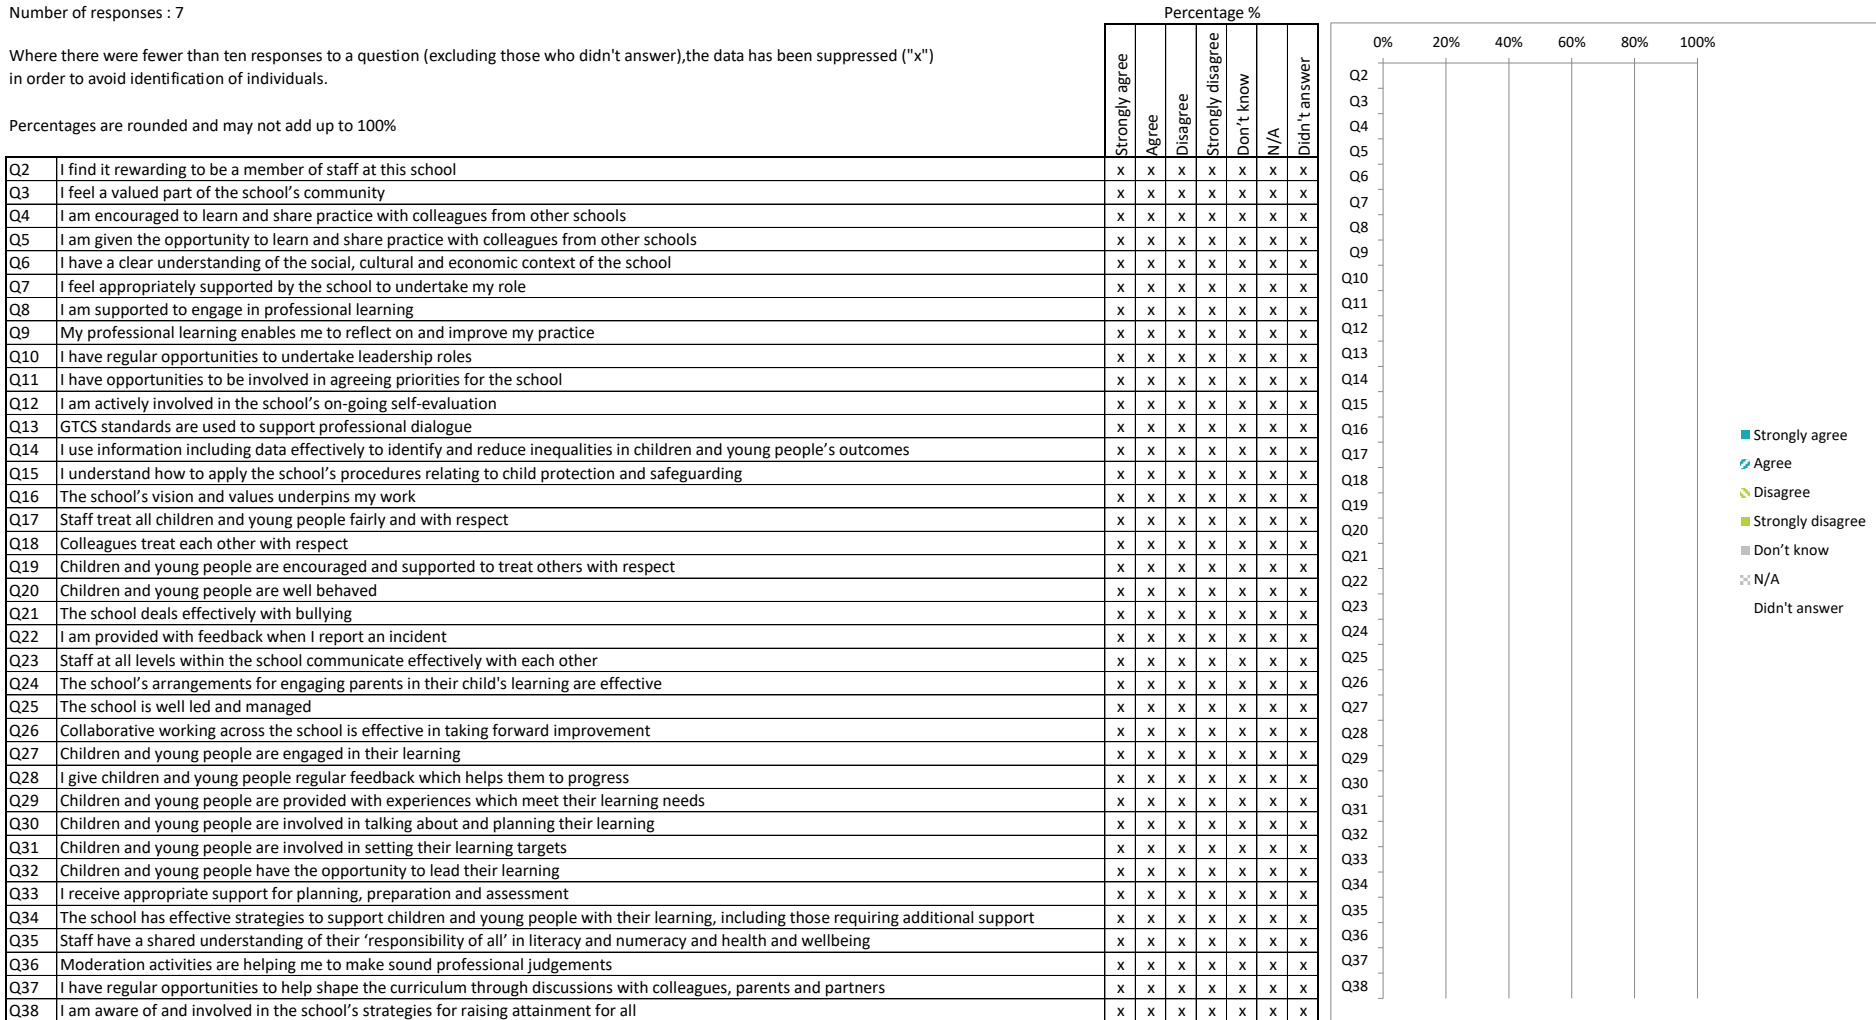 Number of responses : 7
Percentage %
Where there were fewer than ten responses to a question (excluding those who didn't answer),the data has been suppressed ("x")
in order to avoid identification of individuals.
Percentages are rounded and may not add up to 100%
Strongly agree
Agree
Disagree
Strongly disagree
Don’t know
N/A
Didn't answer
Q2 I find it rewarding to be a member of staff at this school x x x x x x x
Q3 I feel a valued part of the school’s community x x x x x x x
Q4 I am encouraged to learn and share practice with colleagues from other schools x x x x x x x
Q5 I am given the opportunity to learn and share practice with colleagues from other schools x x x x x x x
Q6 I have a clear understanding of the social, cultural and economic context of the school x x x x x x x
Q7 I feel appropriately supported by the school to undertake my role x x x x x x x
Q8 I am supported to engage in professional learning x x x x x x x
Q9 My professional learning enables me to reflect on and improve my practice x x x x x x x
Q10 I have regular opportunities to undertake leadership roles x x x x x x x
Q11 I have opportunities to be involved in agreeing priorities for the school x x x x x x x
Q12 I am actively involved in the school’s on-going self-evaluation x x x x x x x
Q13 GTCS standards are used to support professional dialogue x x x x x x x
Q14 I use information including data effectively to identify and reduce inequalities in children and young people’s outcomes x x x x x x x
Q15 I understand how to apply the school’s procedures relating to child protection and safeguarding x x x x x x x
Q16 The school’s vision and values underpins my work x x x x x x x
Q17 Staff treat all children and young people fairly and with respect x x x x x x x
Q18 Colleagues treat each other with respect x x x x x x x
Q19 Children and young people are encouraged and supported to treat others with respect x x x x x x x
Q20 Children and young people are well behaved x x x x x x x
Q21 The school deals effectively with bullying x x x x x x x
Q22 I am provided with feedback when I report an incident x x x x x x x
Q23 Staff at all levels within the school communicate effectively with each other x x x x x x x
Q24 The school’s arrangements for engaging parents in their child's learning are effective x x x x x x x
Q25 The school is well led and managed x x x x x x x
Q26 Collaborative working across the school is effective in taking forward improvement x x x x x x x
Q27 Children and young people are engaged in their learning x x x x x x x
Q28 I give children and young people regular feedback which helps them to progress x x x x x x x
Q29 Children and young people are provided with experiences which meet their learning needs x x x x x x x
Q30 Children and young people are involved in talking about and planning their learning x x x x x x x
Q31 Children and young people are involved in setting their learning targets x x x x x x x
Q32 Children and young people have the opportunity to lead their learning x x x x x x x
Q33 I receive appropriate support for planning, preparation and assessment x x x x x x x
Q34 The school has effective strategies to support children and young people with their learning, including those requiring additional support x x x x x x x
Q35 Staff have a shared understanding of their ‘responsibility of all’ in literacy and numeracy and health and wellbeing x x x x x x x
Q36 Moderation activities are helping me to make sound professional judgements x x x x x x x
Q37 I have regular opportunities to help shape the curriculum through discussions with colleagues, parents and partners x x x x x x x
Q38 I am aware of and involved in the school’s strategies for raising attainment for all x x x x x x x
0% 20% 40% 60% 80% 100%
Q2
Q3
Q4
Q5
Q6
Q7
Q8
Q9
Q10
Q11
Q12
Q13
Q14
Q15
Q16
Q17
Q18
Q19
Q20
Q21
Q22
Q23
Q24
Q25
Q26
Q27
Q28
Q29
Q30
Q31
Q32
Q33
Q34
Q35
Q36
Q37
Q38
Strongly agree
Agree
Disagree
Strongly disagree
Don’t know
N/A
Didn't answer